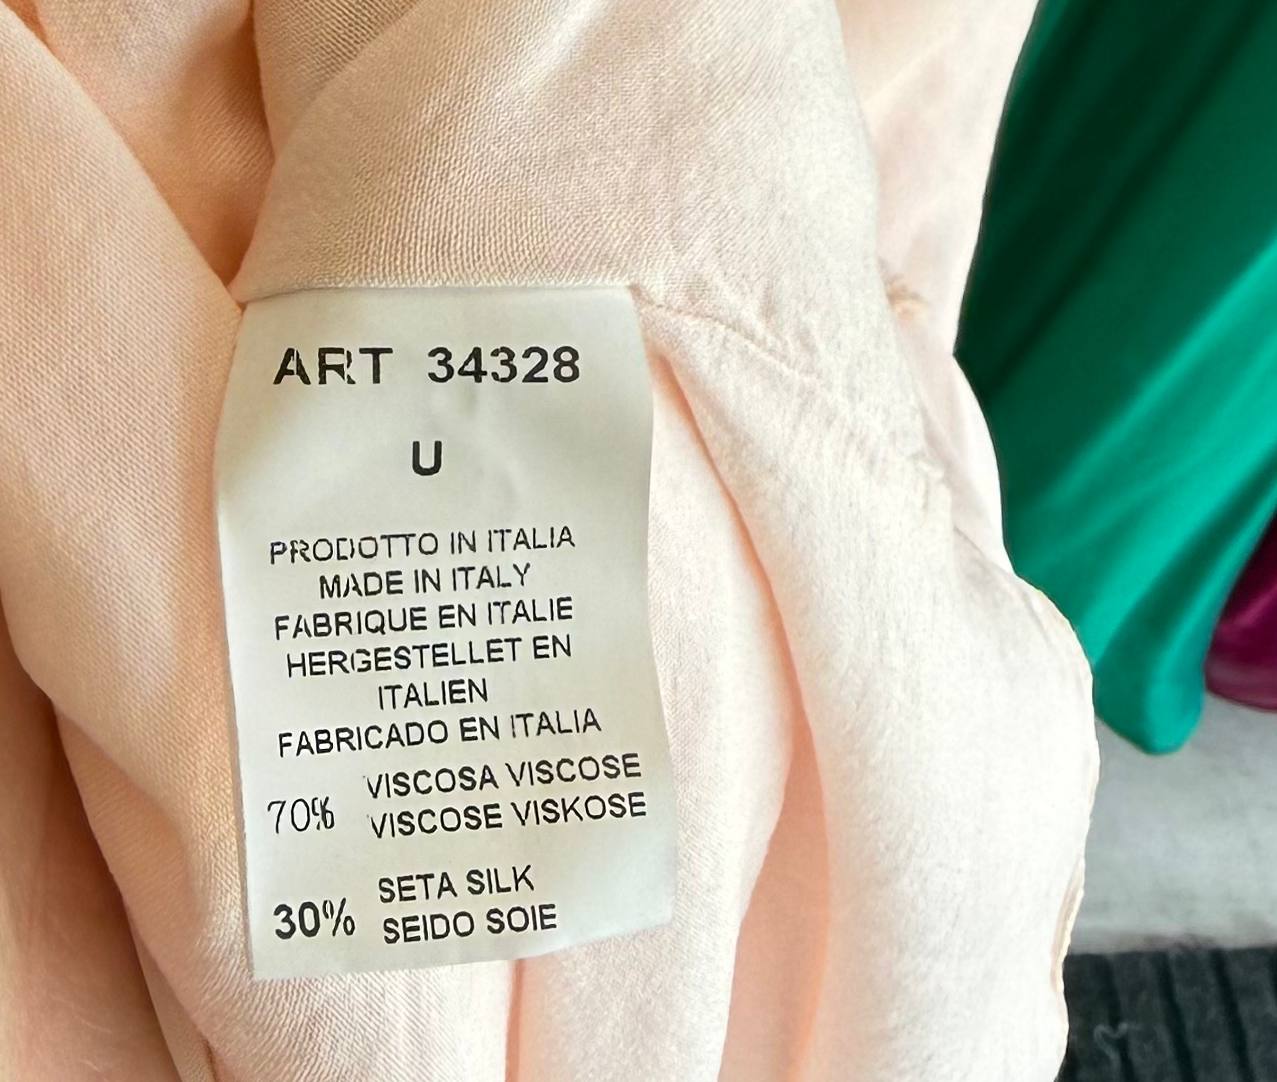 ART 34328
U
PRODOTTO IN ITALIA
MADE IN ITALY
FABRIQUE EN ITALIE
HERGESTELLET EN
ITALIEN
FABRICADO EN ITALIA
70% VISCOSA VISCOSE
VISCOSE VISKOSE
30% SETA SILK
SEIDO SOIE